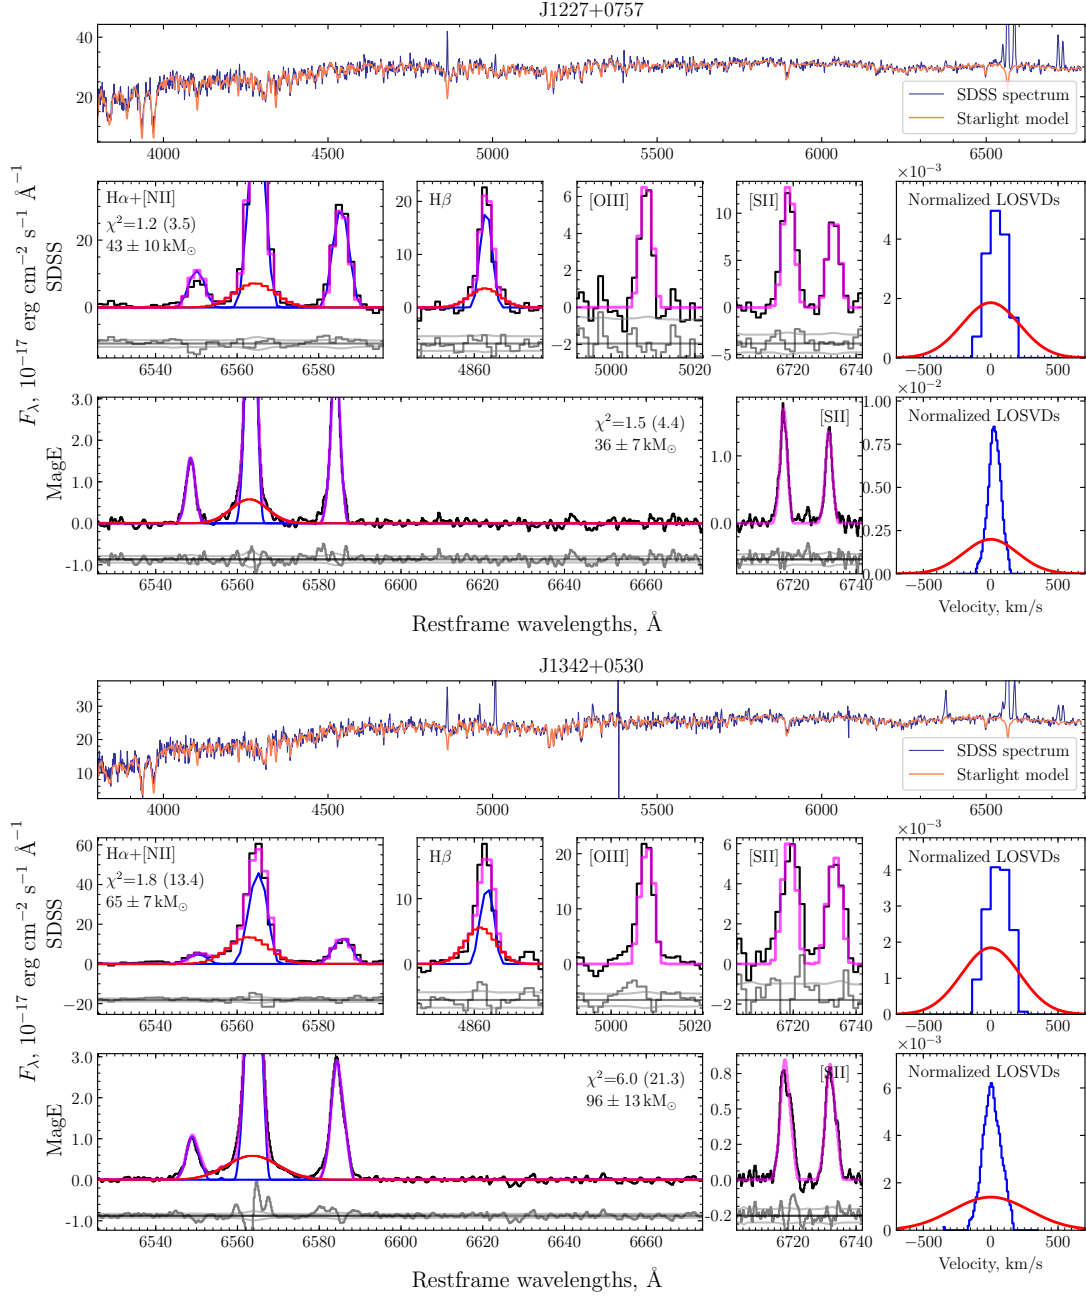 J1227+0757
40
20
SDSS spectrum
Starlight model
4000 4500 5000 5500 6000 6500
F_λ, 10⁻¹⁷ erg cm⁻² s⁻¹ Å⁻¹
SDSS
Hα+[NII]
χ²=1.2 (3.5)
43 ± 10 kM⊙
20
0
6540 6560 6580
Hβ
20
10
0
4860
[OIII]
6
4
2
0
−2
5000 5020
[SII]
10
5
0
−5
6720 6740
×10⁻³
Normalized LOSVDs
4
2
0
−500 0 500
MagE
3.0
2.0
1.0
0.0
-1.0
χ²=1.5 (4.4)
36 ± 7 kM⊙
6540 6560 6580 6600 6620 6640 6660
[SII]
1.0
0.0
6720 6740
×10⁻²
Normalized LOSVDs
1.00
0.75
0.50
0.25
0.00
−500 0 500
Restframe wavelengths, Å
Velocity, km/s
J1342+0530
30
20
10
SDSS spectrum
Starlight model
4000 4500 5000 5500 6000 6500
F_λ, 10⁻¹⁷ erg cm⁻² s⁻¹ Å⁻¹
SDSS
Hα+[NII]
χ²=1.8 (13.4)
65 ± 7 kM⊙
60
40
20
0
−20
6540 6560 6580
Hβ
10
0
4860
[OIII]
20
10
0
5000 5020
[SII]
6
4
2
0
−2
6720 6740
×10⁻³
Normalized LOSVDs
4
3
2
1
0
−500 0 500
MagE
3.0
2.0
1.0
0.0
-1.0
χ²=6.0 (21.3)
96 ± 13 kM⊙
6540 6560 6580 6600 6620 6640 6660
[SII]
0.8
0.5
0.2
0.0
-0.2
6720 6740
×10⁻³
Normalized LOSVDs
6
4
2
0
−500 0 500
Restframe wavelengths, Å
Velocity, km/s